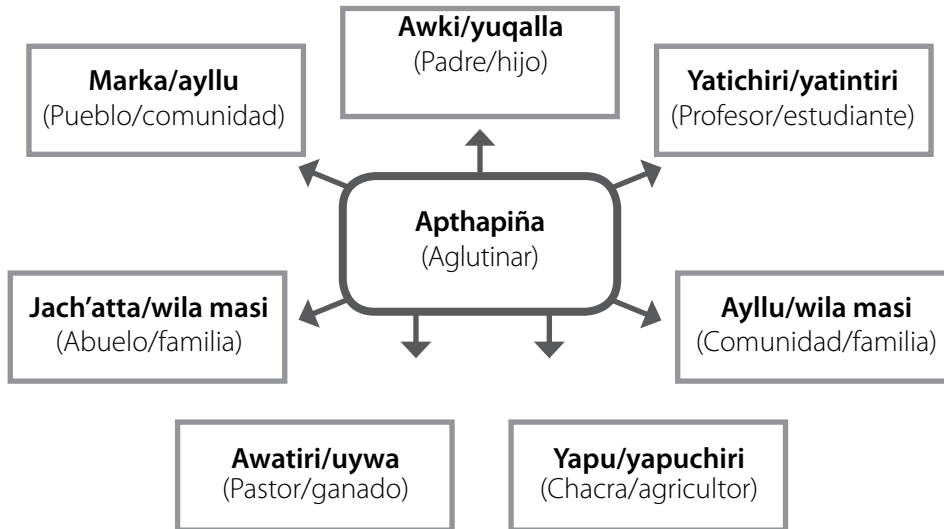 Awki/yuqalla
(Padre/hijo)
Marka/ayllu
(Pueblo/comunidad)
Yatichiri/yatintiri
(Profesor/estudiante)
Apthapiña
(Aglutinar)
Jach’atta/wila masi
(Abuelo/familia)
Ayllu/wila masi
(Comunidad/familia)
Awatiri/uywa
(Pastor/ganado)
Yapu/yapuchiri
(Chacra/agricultor)